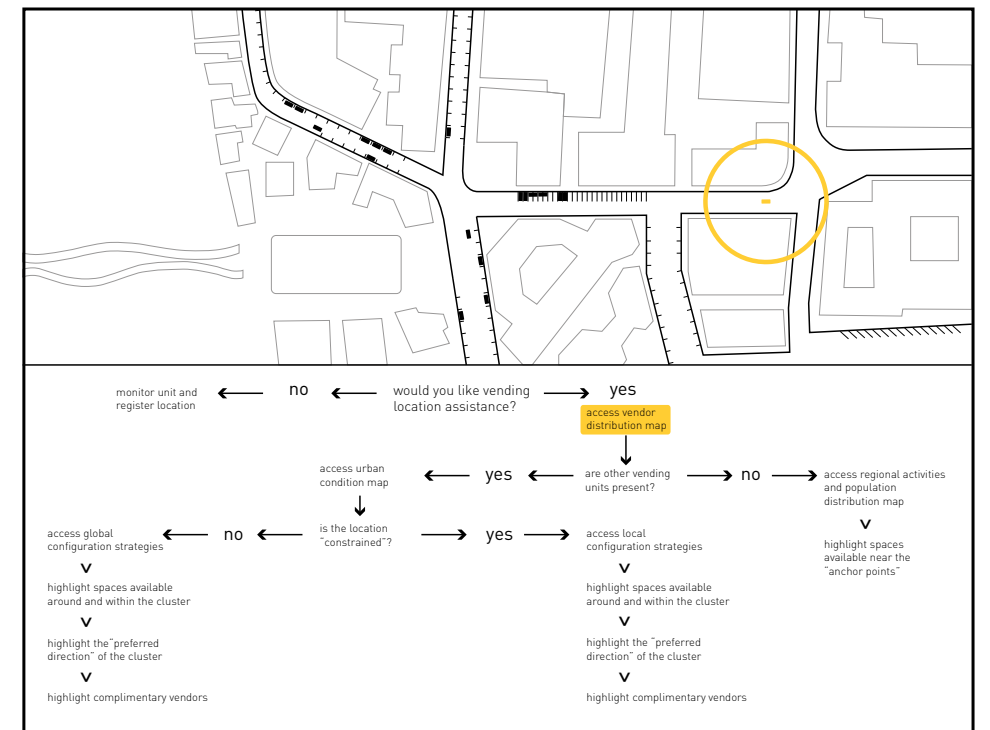 monitor unit and
register location
no
would you like vending
location assistance?
yes
access vendor
distribution map
access urban
condition map
yes
are other vending
units present?
no
access regional activities
and population
distribution map
highlight spaces
available near the
“anchor points”
access global
configuration strategies
no
is the location
“constrained”?
yes
access local
configuration strategies
highlight spaces available
around and within the cluster
highlight the“preferred
direction” of the cluster
highlight complimentary vendors
highlight spaces available
around and within the cluster
highlight the “preferred
direction” of the cluster
highlight complimentary vendors